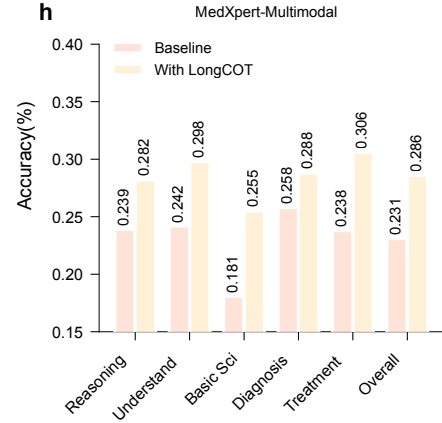 h
MedXpert-Multimodal
Baseline
With LongCOT
Accuracy(%)
0.40
0.35
0.30
0.25
0.20
0.15
0.239
0.282
0.242
0.298
0.181
0.255
0.258
0.288
0.238
0.306
0.231
0.286
Reasoning
Understand
Basic Sci
Diagnosis
Treatment
Overall